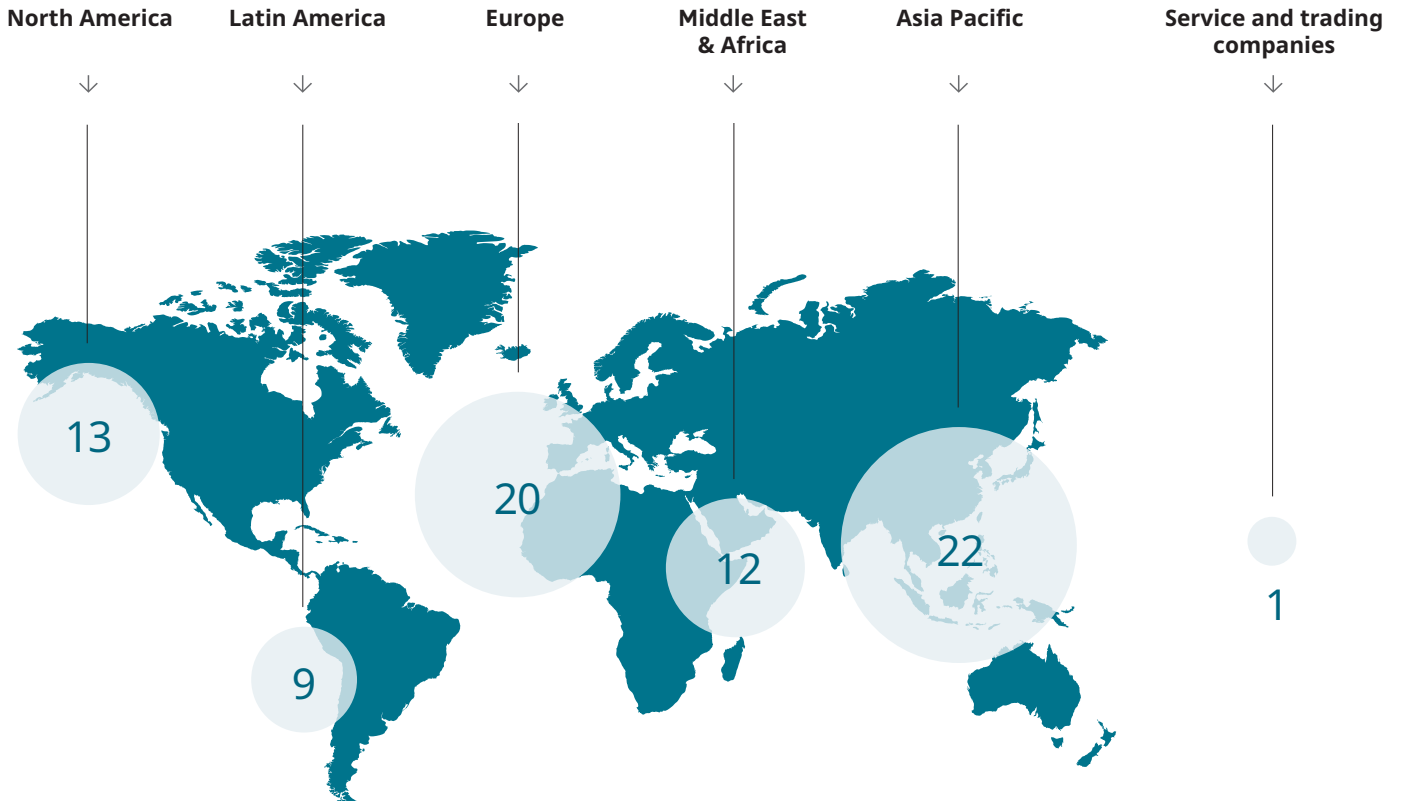 North America
Latin America
Europe
Middle East
& Africa
Asia Pacific
Service and trading
companies
13
20
12
22
1
9